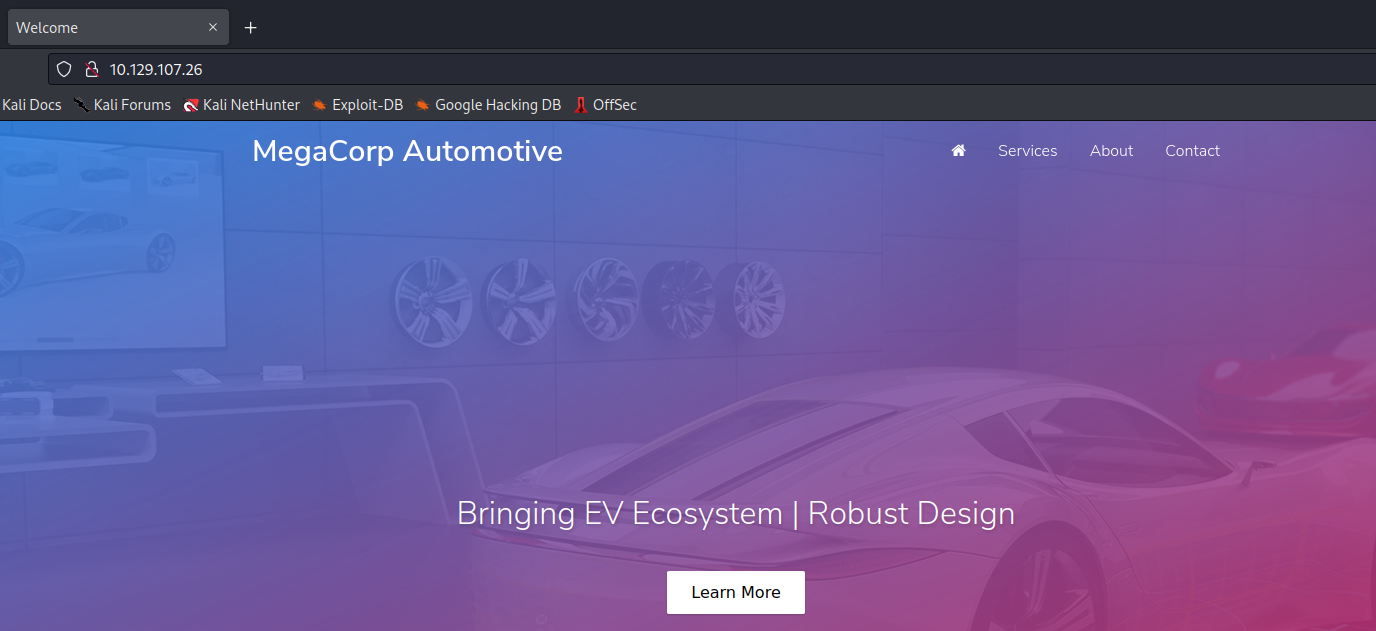 Welcome
10.129.107.26
Kali Docs Kali Forums Kali NetHunter Exploit-DB Google Hacking DB OffSec
MegaCorp Automotive Services About Contact
Bringing EV Ecosystem | Robust Design
Learn More